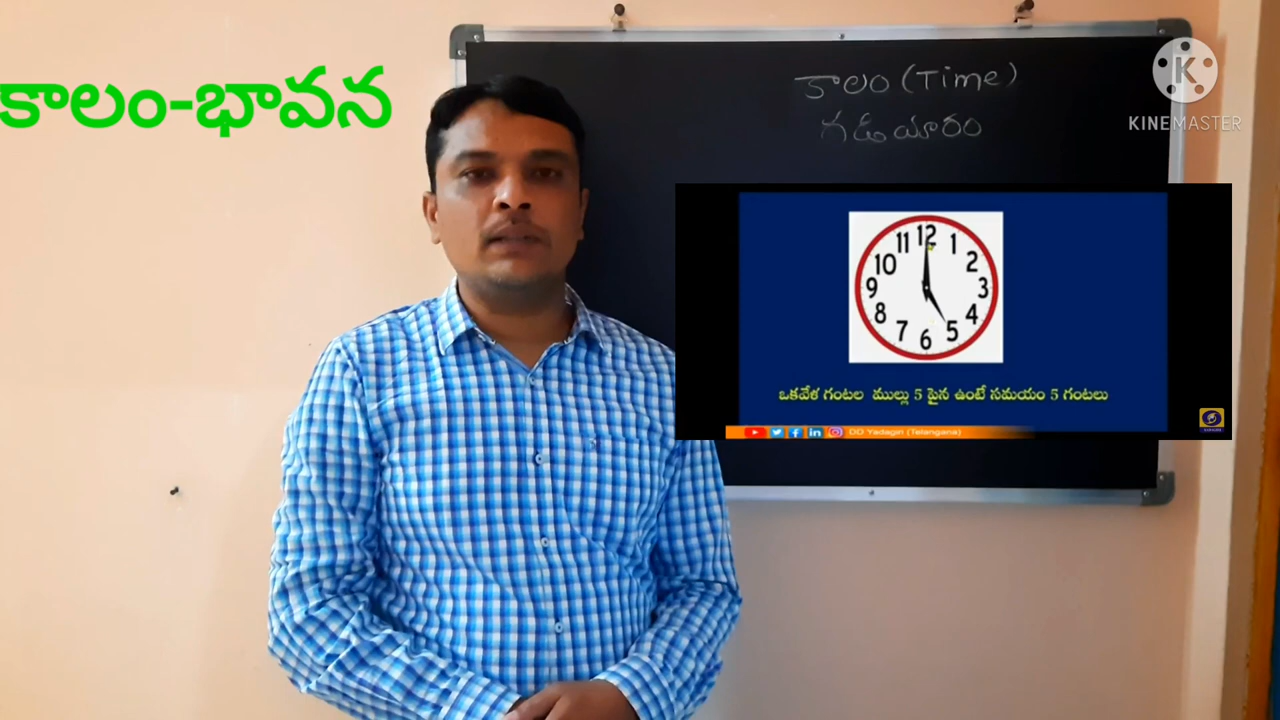 కాలం-భావన
కాలం (Time)
గడియారం
KINEMASTER
12
11 1
10 2
9 3
8 4
7 5
6
ఒకవేళ గంటల ముల్లు 5 పైన ఉంటే సమయం 5 గంటలు
DD Yadagiri (Telangana)